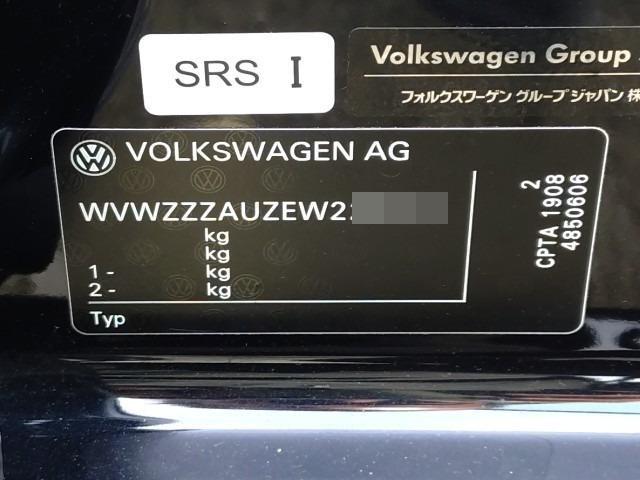 SRS I
Volkswagen Group
フォルクスワーゲン グループ ジャパン 株
VOLKSWAGEN AG
WVWZZZAUZEW2
kg
kg
1 - kg
2 - kg
Typ
2
CPTA 1908
4850606